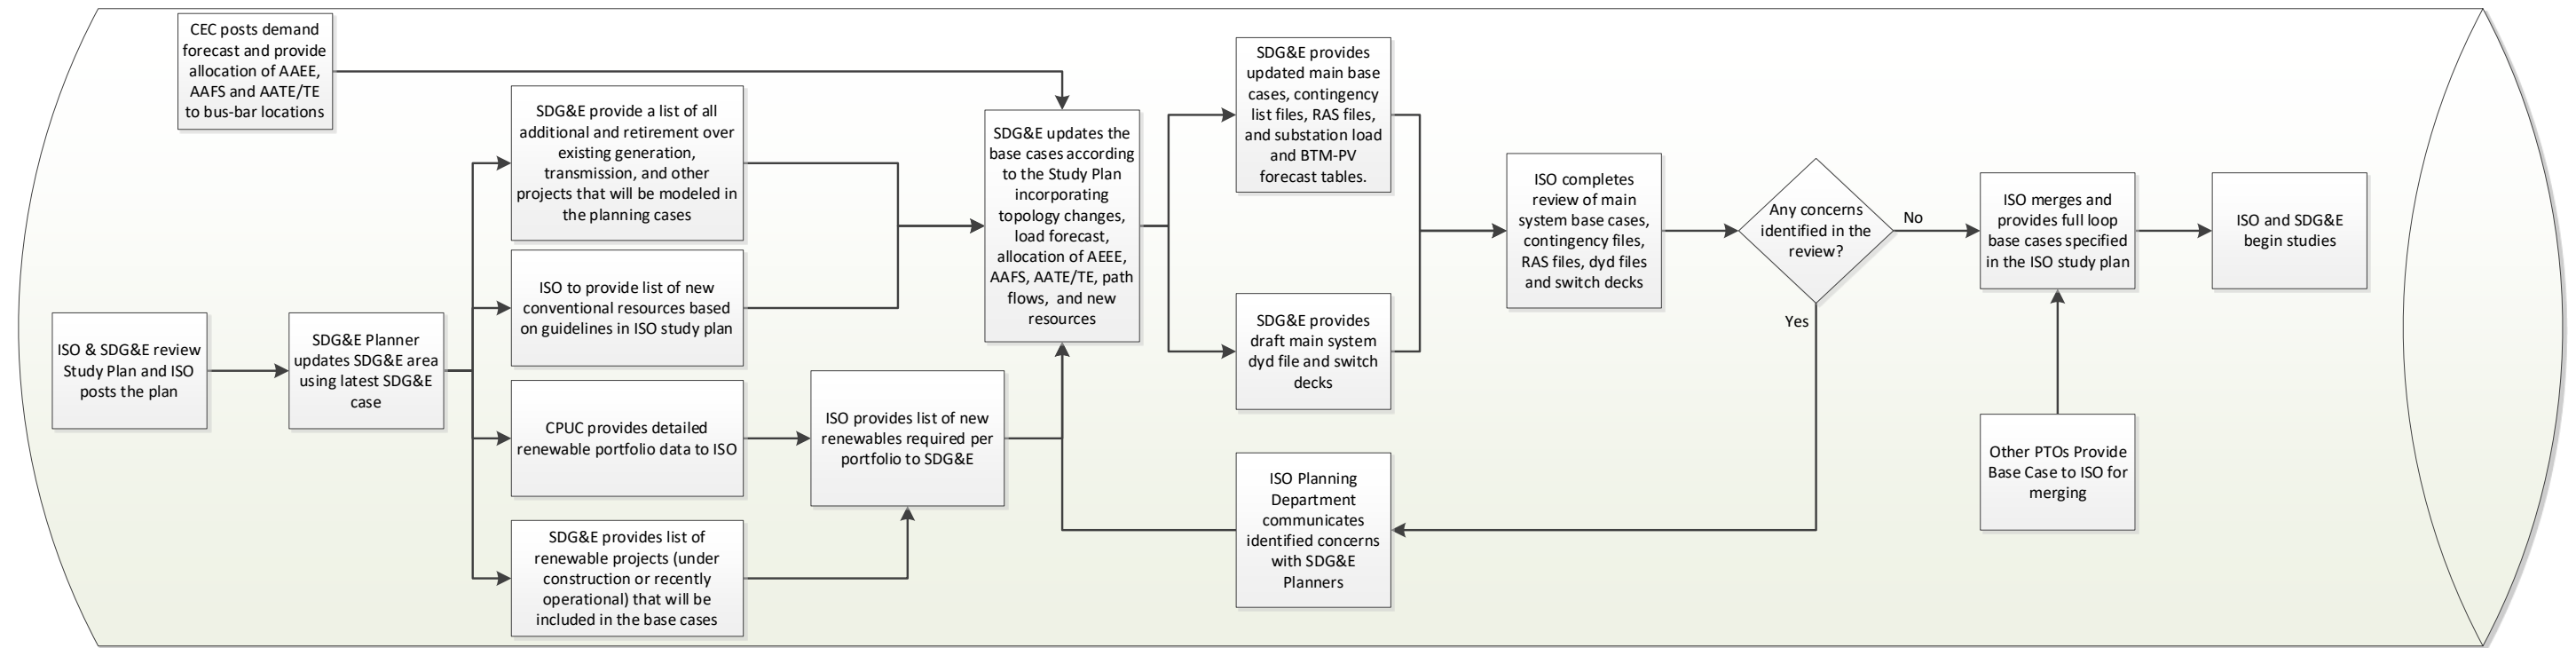 CEC posts demand
forecast and provide
allocation of AAEE,
AAFS and AATE/TE
to bus-bar locations
ISO & SDG&E review
Study Plan and ISO
posts the plan
SDG&E Planner
updates SDG&E area
using latest SDG&E
case
SDG&E provide a list of all
additional and retirement over
existing generation,
transmission, and other
projects that will be modeled in
the planning cases
ISO to provide list of new
conventional resources based
on guidelines in ISO study plan
CPUC provides detailed
renewable portfolio data to ISO
SDG&E provides list of
renewable projects (under
construction or recently
operational) that will be
included in the base cases
ISO provides list of new
renewables required per
portfolio to SDG&E
SDG&E updates the
base cases according
to the Study Plan
incorporating
topology changes,
load forecast,
allocation of AEEE,
AAFS, AATE/TE, path
flows, and new
resources
SDG&E provides
updated main base
cases, contingency
list files, RAS files,
and substation load
and BTM-PV
forecast tables.
SDG&E provides
draft main system
dyd file and switch
decks
ISO Planning
Department
communicates
identified concerns
with SDG&E
Planners
ISO completes
review of main
system base cases,
contingency files,
RAS files, dyd files
and switch decks
Any concerns
identified in the
review?
No
Yes
ISO merges and
provides full loop
base cases specified
in the ISO study plan
Other PTOs Provide
Base Case to ISO for
merging
ISO and SDG&E
begin studies